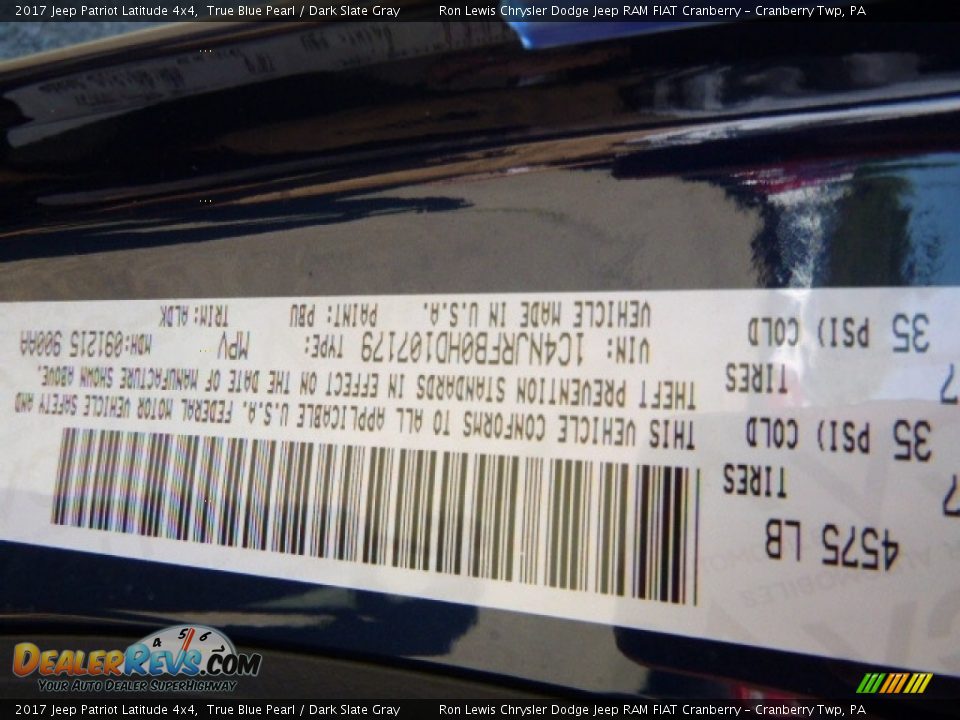 2017 Jeep Patriot Latitude 4x4, True Blue Pearl / Dark Slate Gray Ron Lewis Chrysler Dodge Jeep RAM FIAT Cranberry - Cranberry Twp, PA
4575 LB
TIRES
35 PSI) COLD
TIRES
35 PSI) COLD
THIS VEHICLE CONFORMS TO ALL APPLICABLE U.S.A. FEDERAL MOTOR VEHICLE SAFETY AND
THEFT PREVENTION STANDARDS IN EFFECT ON THE DATE OF MANUFACTURE SHOWN ABOVE.
VIN: 1C4NJRFB0HD107179 TYPE: MPV MDH:091215 900AA
VEHICLE MADE IN U.S.A. PAINT: PBU TRIM: ALDK
DEALERREVS.COM
YOUR AUTO DEALER SUPERHIGHWAY
2017 Jeep Patriot Latitude 4x4, True Blue Pearl / Dark Slate Gray Ron Lewis Chrysler Dodge Jeep RAM FIAT Cranberry - Cranberry Twp, PA